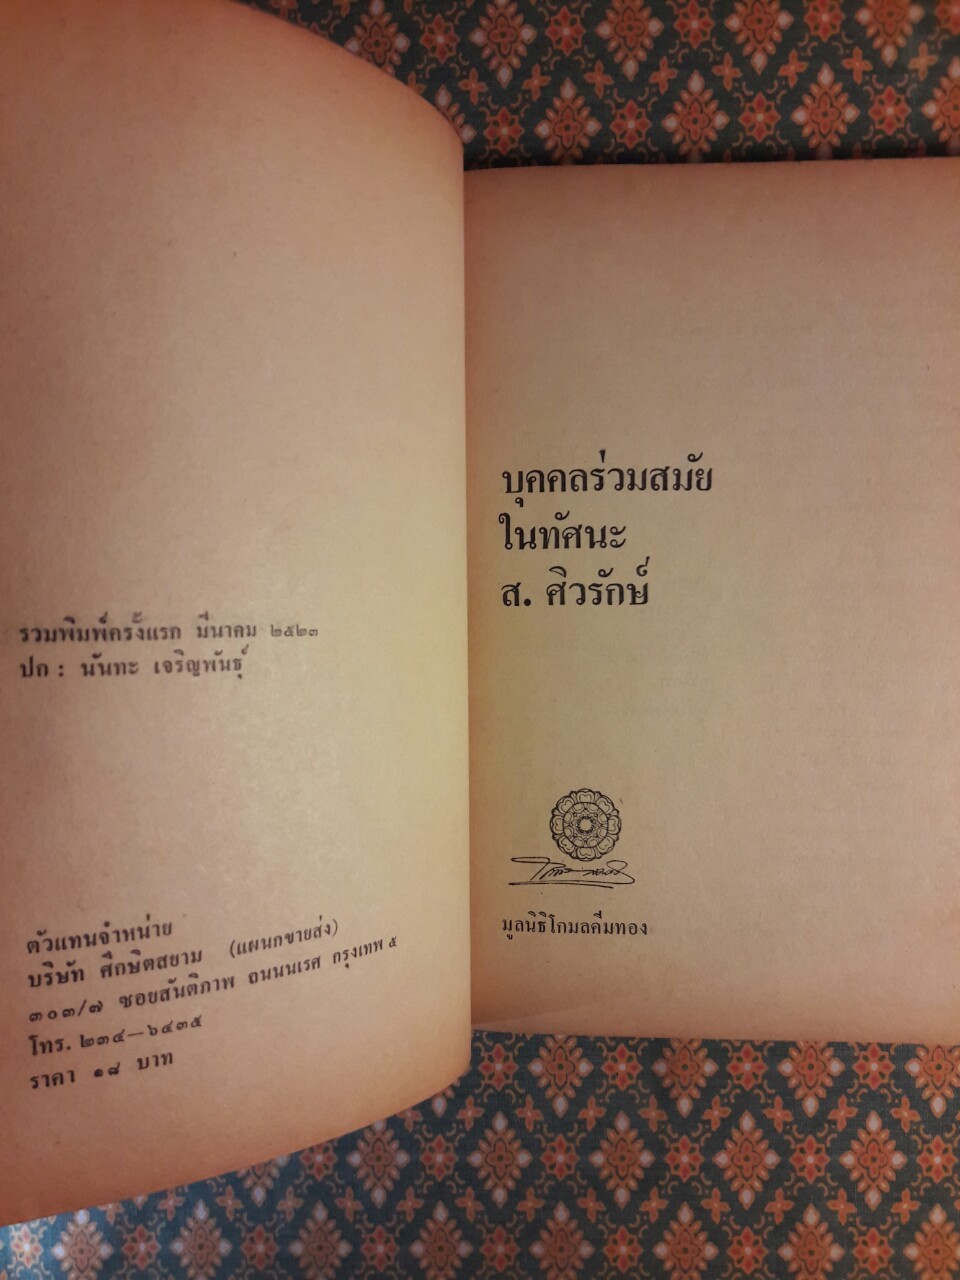 รวมพิมพ์ครั้งแรก มีนาคม ๒๕๒๓
ปก : นันทะ เจริญพันธุ์
ตัวแทนจำหน่าย
บริษัท ศึกษิตสยาม (แผนกขายส่ง)
๓๐๓/๗ ซอยสันติภาพ ถนนนเรศ กรุงเทพ ๕
โทร. ๒๓๔—๖๔๓๕
ราคา ๑๘ บาท
บุคคลร่วมสมัย
ในทัศนะ
ส. ศิวรักษ์
มูลนิธิโกมลคีมทอง